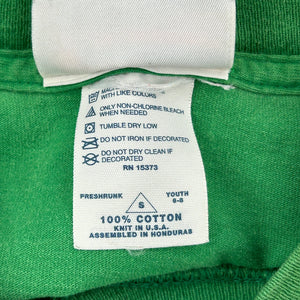 WITH LIKE COLORS
ONLY NON-CHLORINE BLEACH
WHEN NEEDED
TUMBLE DRY LOW
DO NOT IRON IF DECORATED
DO NOT DRY CLEAN IF
DECORATED
RN 15373
PRESHRUNK
S
YOUTH
6-8
100% COTTON
KNIT IN U.S.A.
ASSEMBLED IN HONDURAS